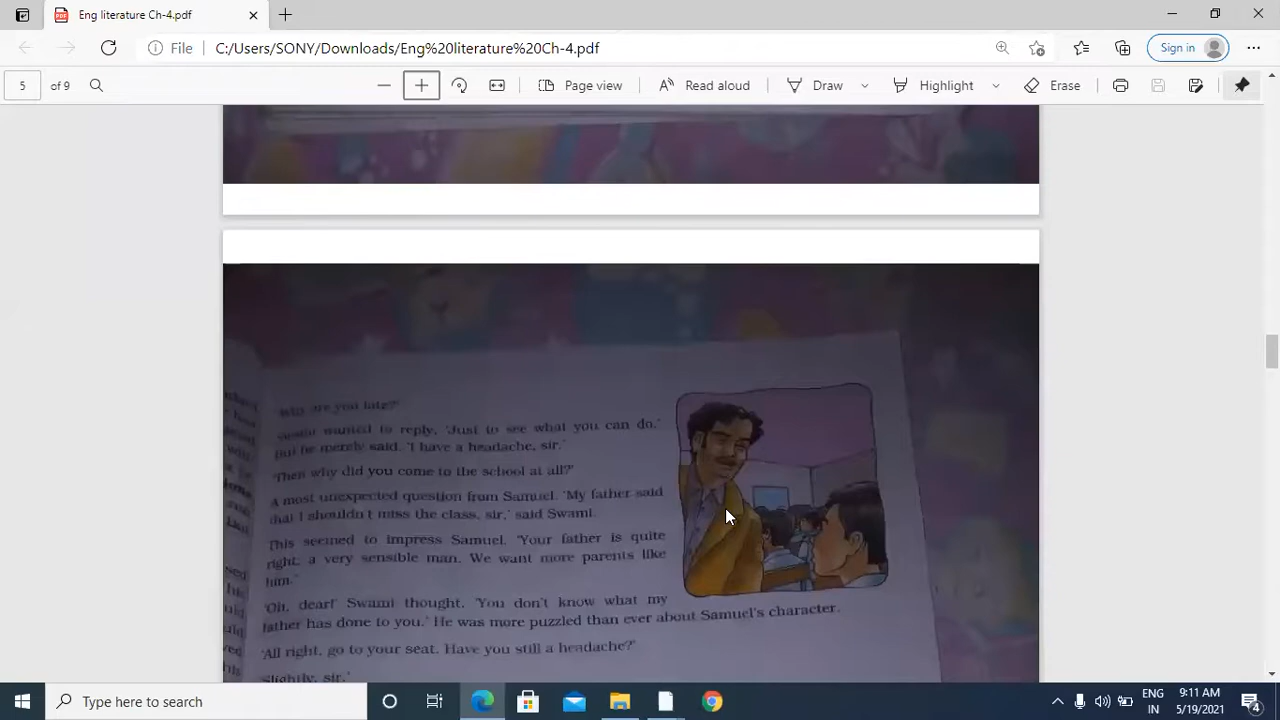 Eng literature Ch-4.pdf
File C:/Users/SONY/Downloads/Eng%20literature%20Ch-4.pdf
Sign in
5 of 9
Page view
Read aloud
Draw
Highlight
Erase
Why are you late?'
Swami wanted to reply, 'Just to see what you can do,'
But he merely said. 'I have a headache, sir.'
'Then why did you come to the school at all?'
A most unexpected question from Samuel. 'My father said
that I shouldn't miss the class, sir,' said Swami.
This seemed to impress Samuel. 'Your father is quite
right, a very sensible man. We want more parents like
him.'
'Oh, dear!' Swami thought. 'You don't know what my
father has done to you.' He was more puzzled than ever about Samuel's character.
'All right, go to your seat. Have you still a headache?'
'Slightly, sir.'
Type here to search
ENG
IN
9:11 AM
5/19/2021
4